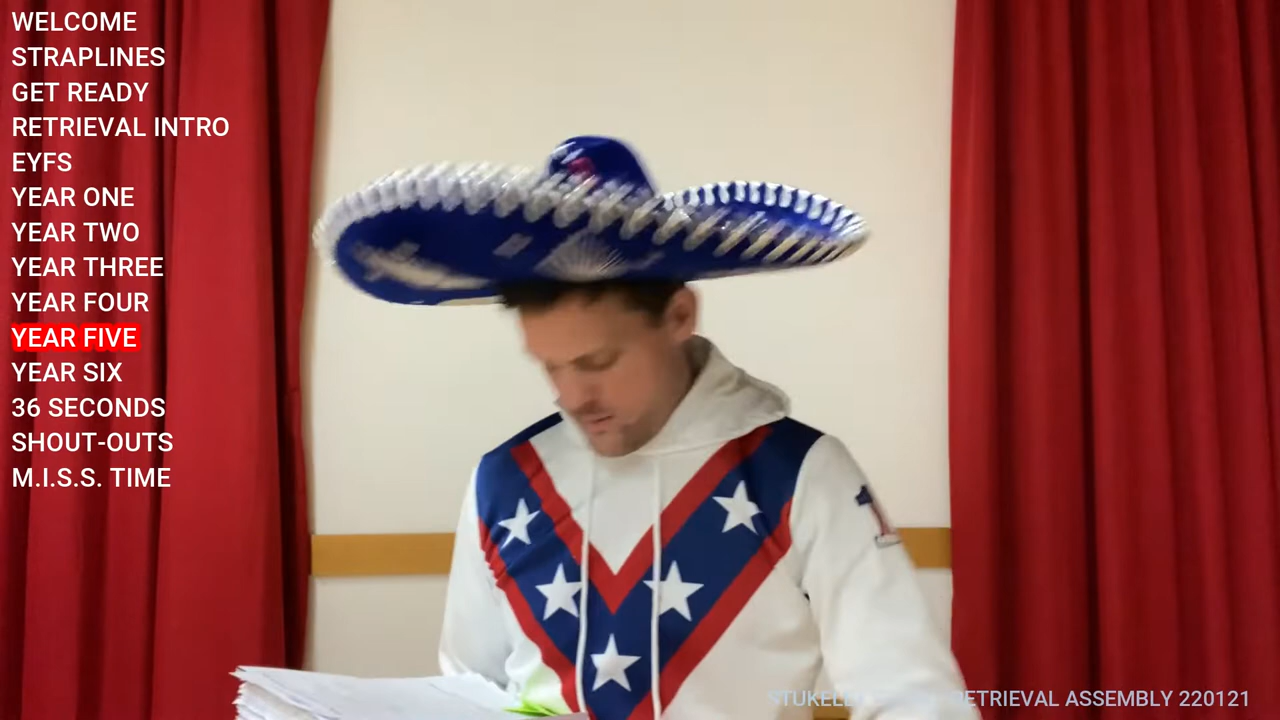 WELCOME
STRAPLINES
GET READY
RETRIEVAL INTRO
EYFS
YEAR ONE
YEAR TWO
YEAR THREE
YEAR FOUR
YEAR FIVE
YEAR SIX
36 SECONDS
SHOUT-OUTS
M.I.S.S. TIME
1
RETRIEVAL ASSEMBLY 220121